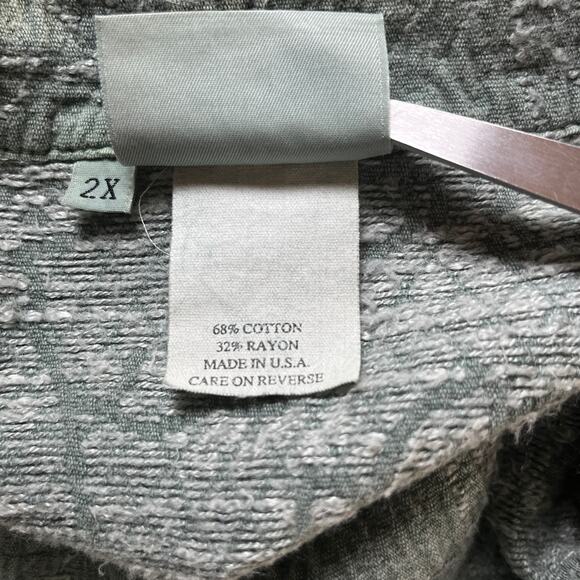 2X
68% COTTON
32% RAYON
MADE IN U.S.A.
CARE ON REVERSE